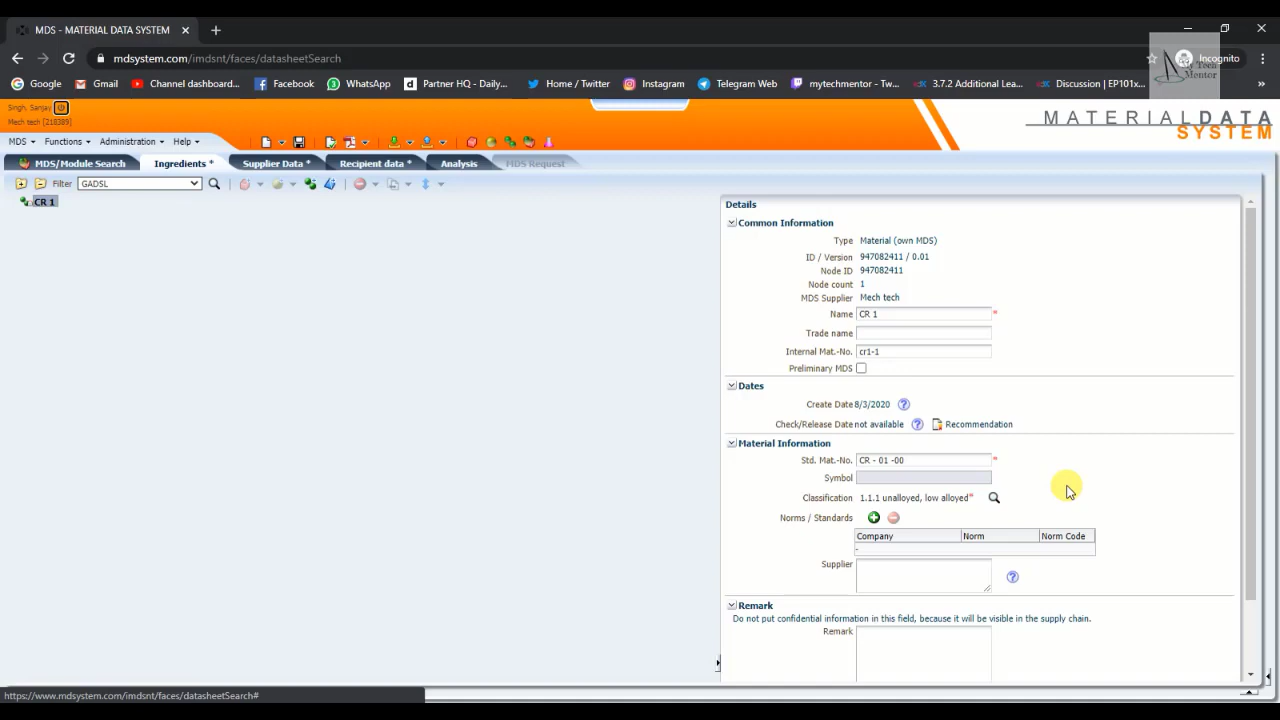 MDS - MATERIAL DATA SYSTEM
mdsystem.com/imdsnt/faces/datasheetSearch
Incognito
My Tech Mentor
Google Gmail Channel dashboard... Facebook WhatsApp Partner HQ - Daily... Home / Twitter Instagram Telegram Web mytechmentor - Tw... 3.7.2 Additional Lea... Discussion | EP101x...
Singh, Sanjay
Mech tech [218389]
MATERIALDATA
SYSTEM
MDS Functions Administration Help
MDS/Module Search Ingredients * Supplier Data * Recipient data * Analysis MDS Request
Filter GADSL
CR 1
Details
Common Information
Type Material (own MDS)
ID / Version 947082411 / 0.01
Node ID 947082411
Node count 1
MDS Supplier Mech tech
Name CR 1 *
Trade name
Internal Mat.-No. cr1-1
Preliminary MDS
Dates
Create Date 8/3/2020
Check/Release Date not available Recommendation
Material Information
Std. Mat.-No. CR - 01 -00 *
Symbol
Classification 1.1.1 unalloyed, low alloyed*
Norms / Standards
Company Norm Norm Code
-
Supplier
Remark
Do not put confidential information in this field, because it will be visible in the supply chain.
Remark
https://www.mdsystem.com/imdsnt/faces/datasheetSearch#